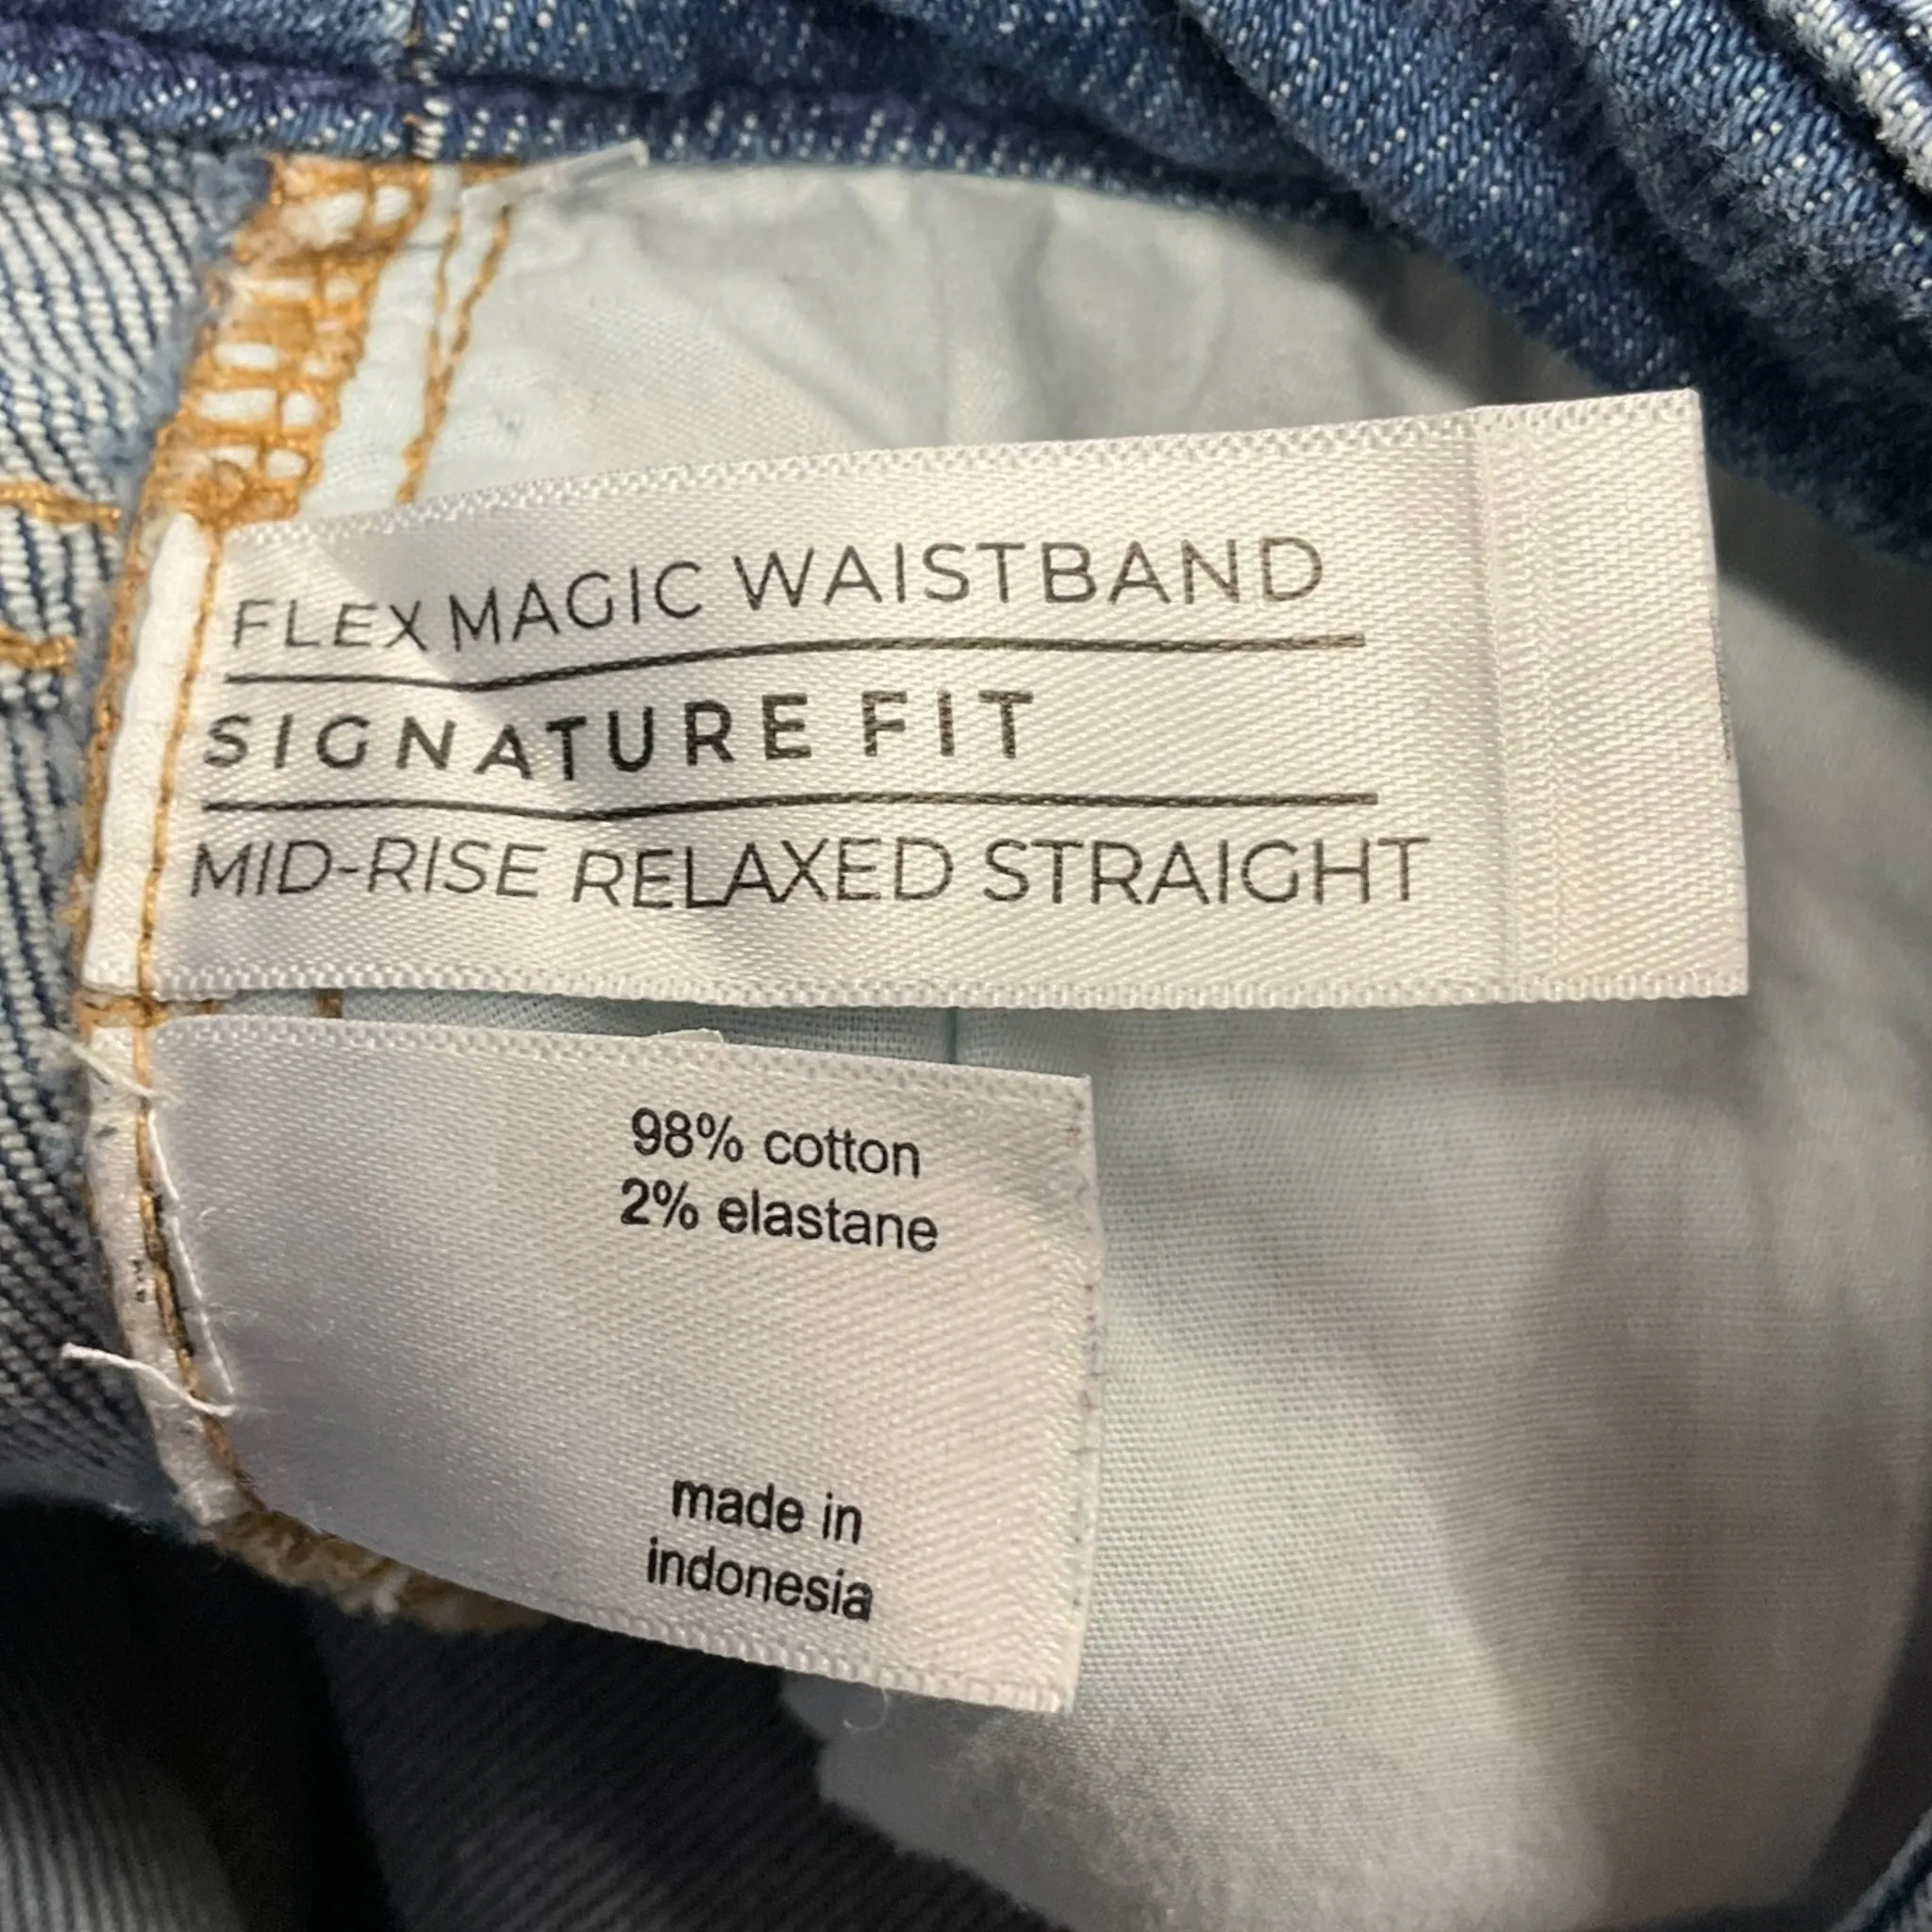 FLEX MAGIC WAISTBAND
SIGNATURE FIT
MID-RISE RELAXED STRAIGHT
98% cotton
2% elastane
made in
indonesia